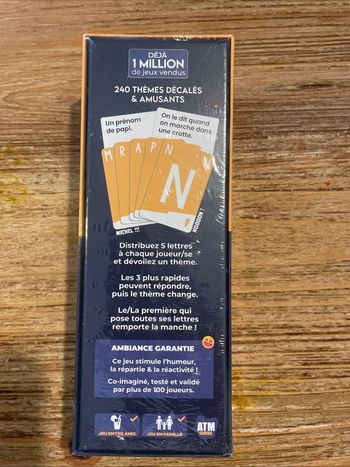 DÉJÀ
1 MILLION
de jeux vendus
240 THÈMES DÉCALÉS
& AMUSANTS
Un prénom
de papi.
On le dit quand
on marche dans
une crotte.
M R A P N
N
MICHEL !!!
Distribuez 5 lettres
à chaque joueur/se
et dévoilez un thème.
Les 3 plus rapides
peuvent répondre,
puis le thème change.
Le/La première qui
pose toutes ses lettres
remporte la manche !
AMBIANCE GARANTIE
Ce jeu stimule l'humour,
la répartie & la réactivité !
Co-imaginé, testé et validé
par plus de 100 joueurs.
JEU ENTRE AMIS
JEU EN FAMILLE
ATM
GAMING